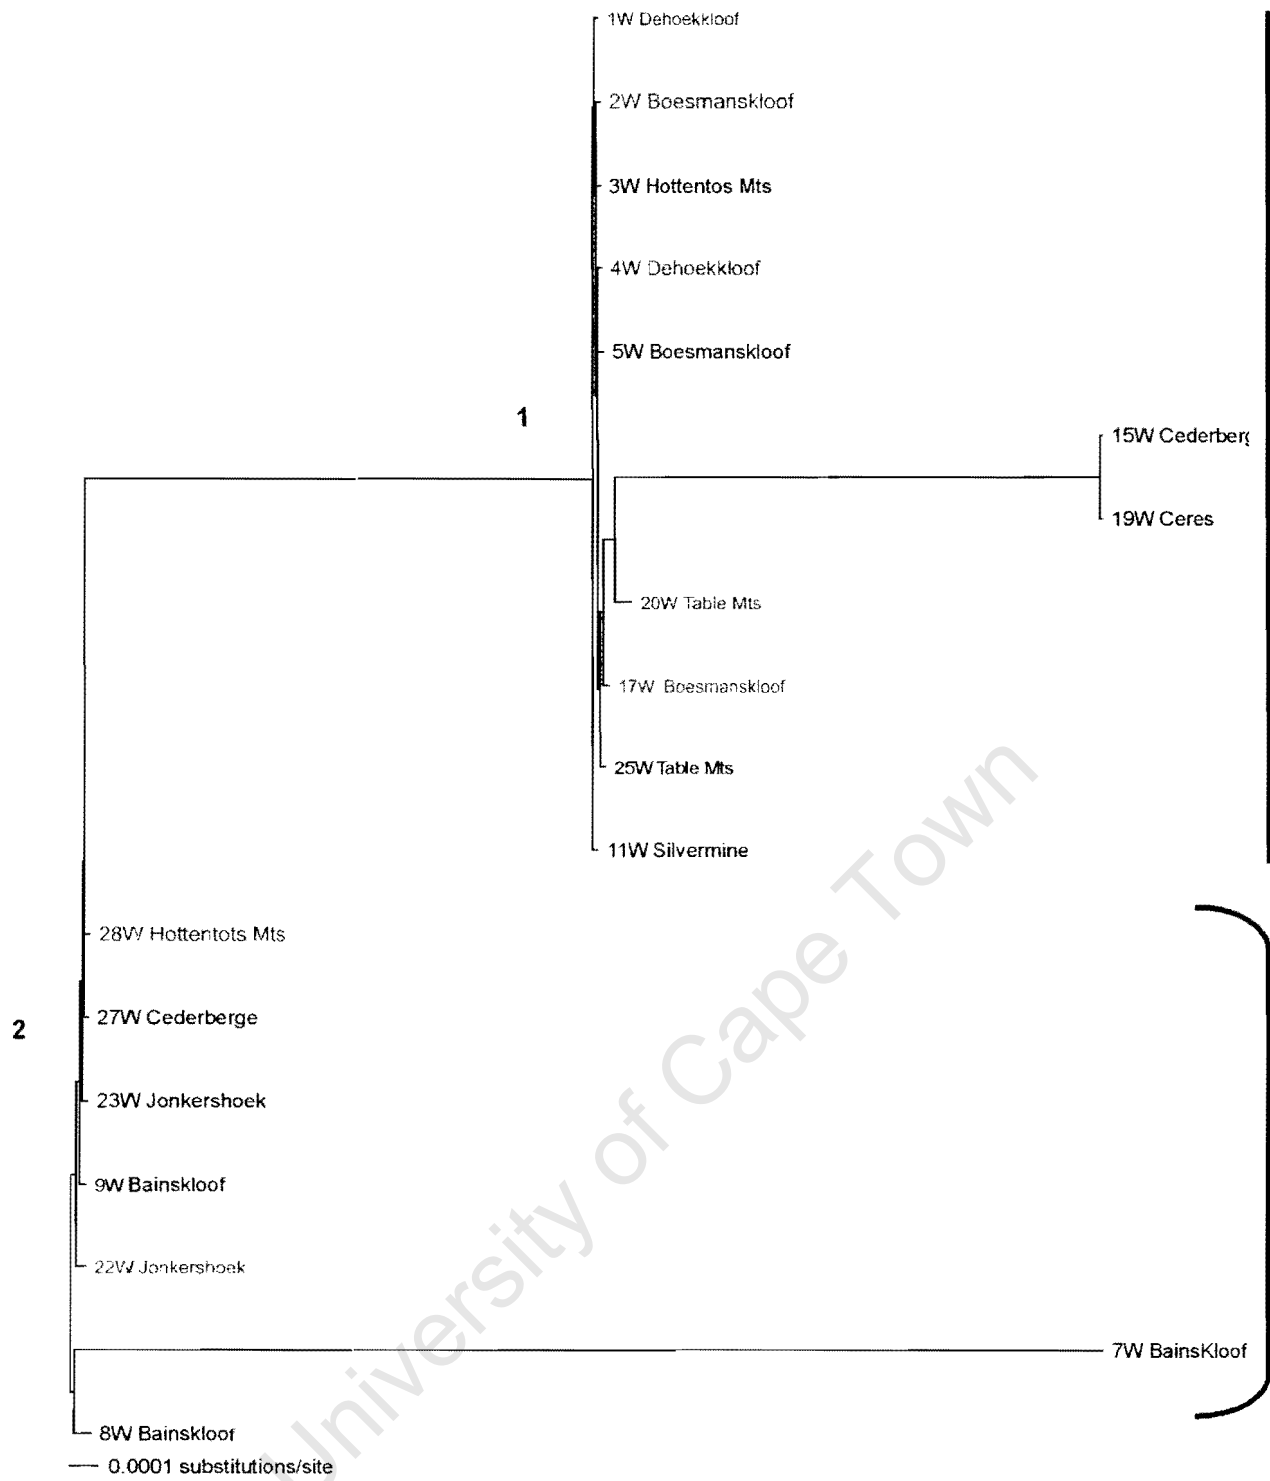 1W Dehoekkloof
2W Boesmanskloof
3W Hottentos Mts
4W Dehoekkloof
5W Boesmanskloof
1
15W Cederberg
19W Ceres
20W Table Mts
17W Boesmanskloof
25W Table Mts
11W Silvermine
28W Hottentots Mts
27W Cederberge
2
23W Jonkershoek
9W Bainskloof
22W Jonkershoek
7W BainsKloof
8W Bainskloof
0.0001 substitutions/site
University of Cape Town